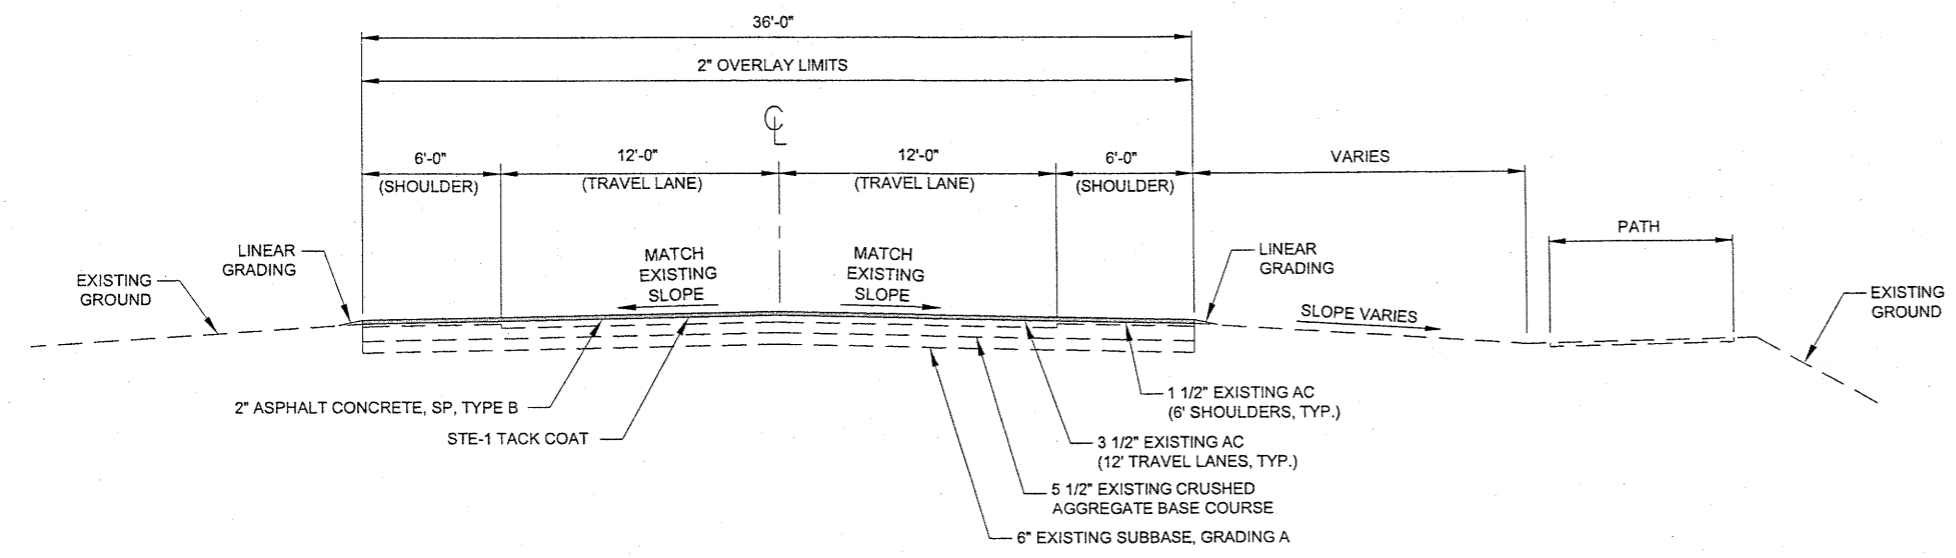 36'-0"
2" OVERLAY LIMITS
℄
6'-0"
(SHOULDER)
12'-0"
(TRAVEL LANE)
12'-0"
(TRAVEL LANE)
6'-0"
(SHOULDER)
VARIES
PATH
LINEAR
GRADING
MATCH
EXISTING
SLOPE
MATCH
EXISTING
SLOPE
LINEAR
GRADING
EXISTING
GROUND
SLOPE VARIES
EXISTING
GROUND
2" ASPHALT CONCRETE, SP, TYPE B
STE-1 TACK COAT
1 1/2" EXISTING AC
(6' SHOULDERS, TYP.)
3 1/2" EXISTING AC
(12' TRAVEL LANES, TYP.)
5 1/2" EXISTING CRUSHED
AGGREGATE BASE COURSE
6" EXISTING SUBBASE, GRADING A